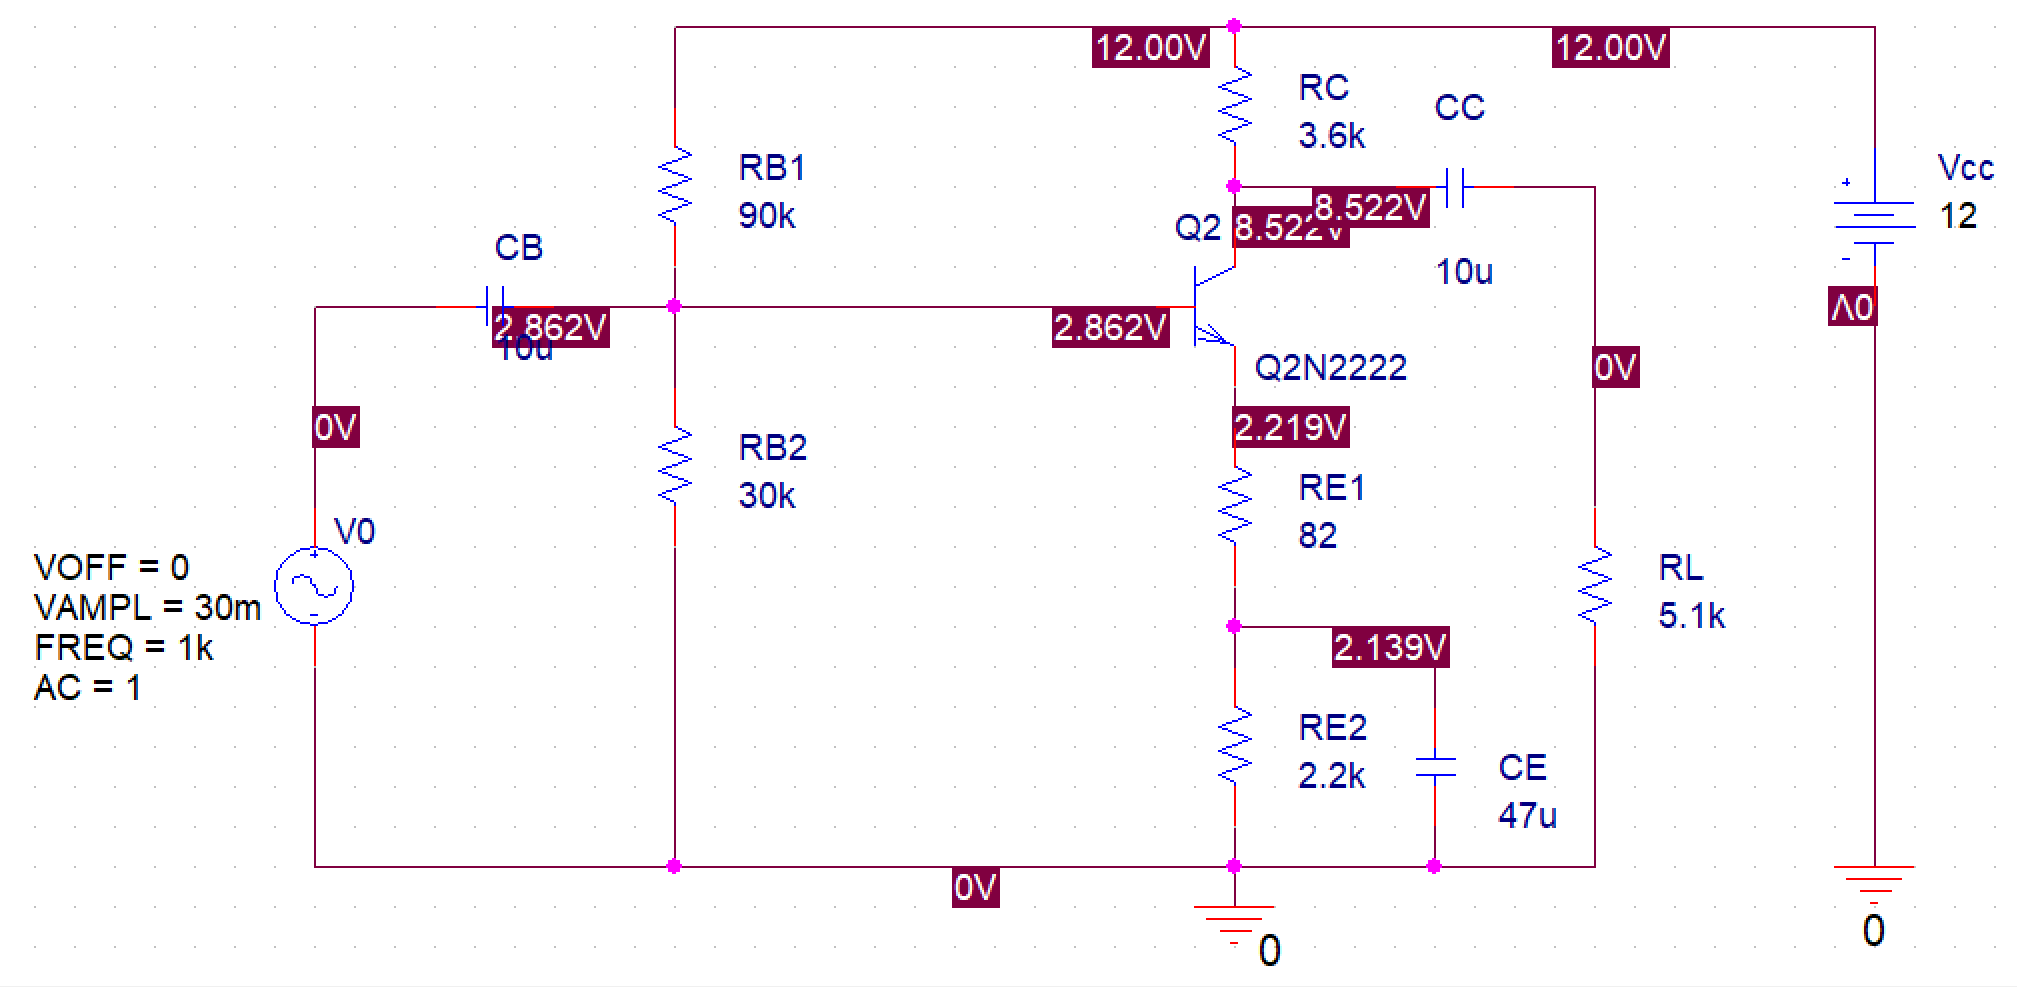 12.00V
12.00V
RC
3.6k
CC
RB1
90k
Vcc
12
+
-
8.522V
8.522V
Q2
CB
10u
0V
2.862V
2.862V
10u
Q2N2222
0V
0V
2.219V
RB2
30k
RE1
82
V0
VOFF = 0
VAMPL = 30m
FREQ = 1k
AC = 1
+
-
RL
5.1k
2.139V
RE2
2.2k
CE
47u
0V
0
0